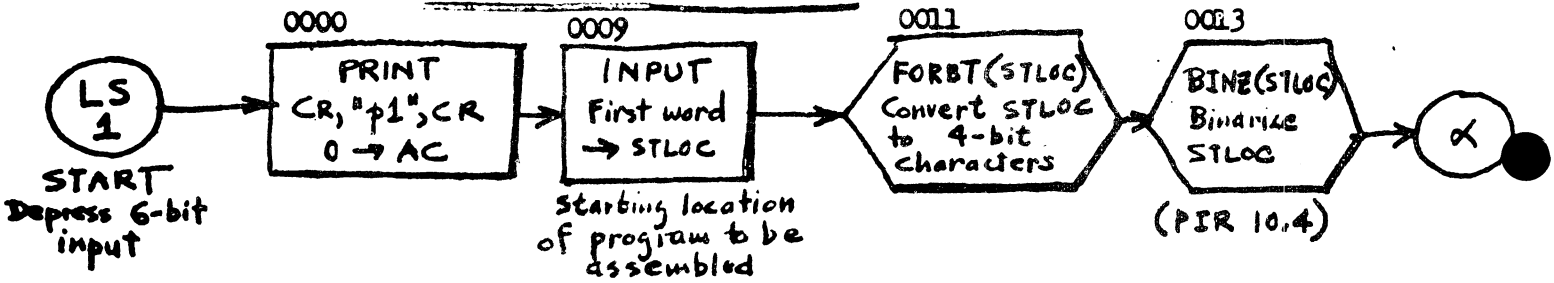 LS
1
START
Depress 6-bit
input
0000
PRINT
CR,"φ1",CR
0 → AC
0009
INPUT
First word
→ STLOC
Starting location
of program to be
assembled
0011
FORBT(STLOC)
Convert STLOC
to 4-bit
characters
0013
BINZ(STLOC)
Binarize
STLOC
(PIR 10.4)
α